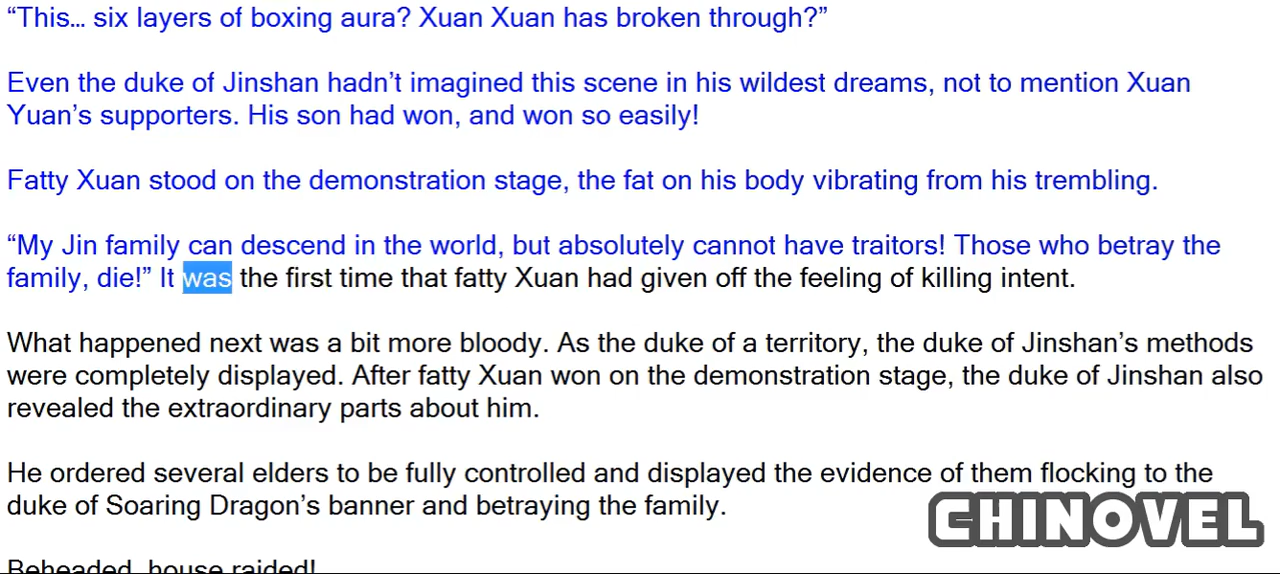 “This… six layers of boxing aura? Xuan Xuan has broken through?”
Even the duke of Jinshan hadn’t imagined this scene in his wildest dreams, not to mention Xuan
Yuan’s supporters. His son had won, and won so easily!
Fatty Xuan stood on the demonstration stage, the fat on his body vibrating from his trembling.
“My Jin family can descend in the world, but absolutely cannot have traitors! Those who betray the
family, die!” It was the first time that fatty Xuan had given off the feeling of killing intent.
What happened next was a bit more bloody. As the duke of a territory, the duke of Jinshan’s methods
were completely displayed. After fatty Xuan won on the demonstration stage, the duke of Jinshan also
revealed the extraordinary parts about him.
He ordered several elders to be fully controlled and displayed the evidence of them flocking to the
duke of Soaring Dragon’s banner and betraying the family.
CHINOVEL
Beheaded, house raided!